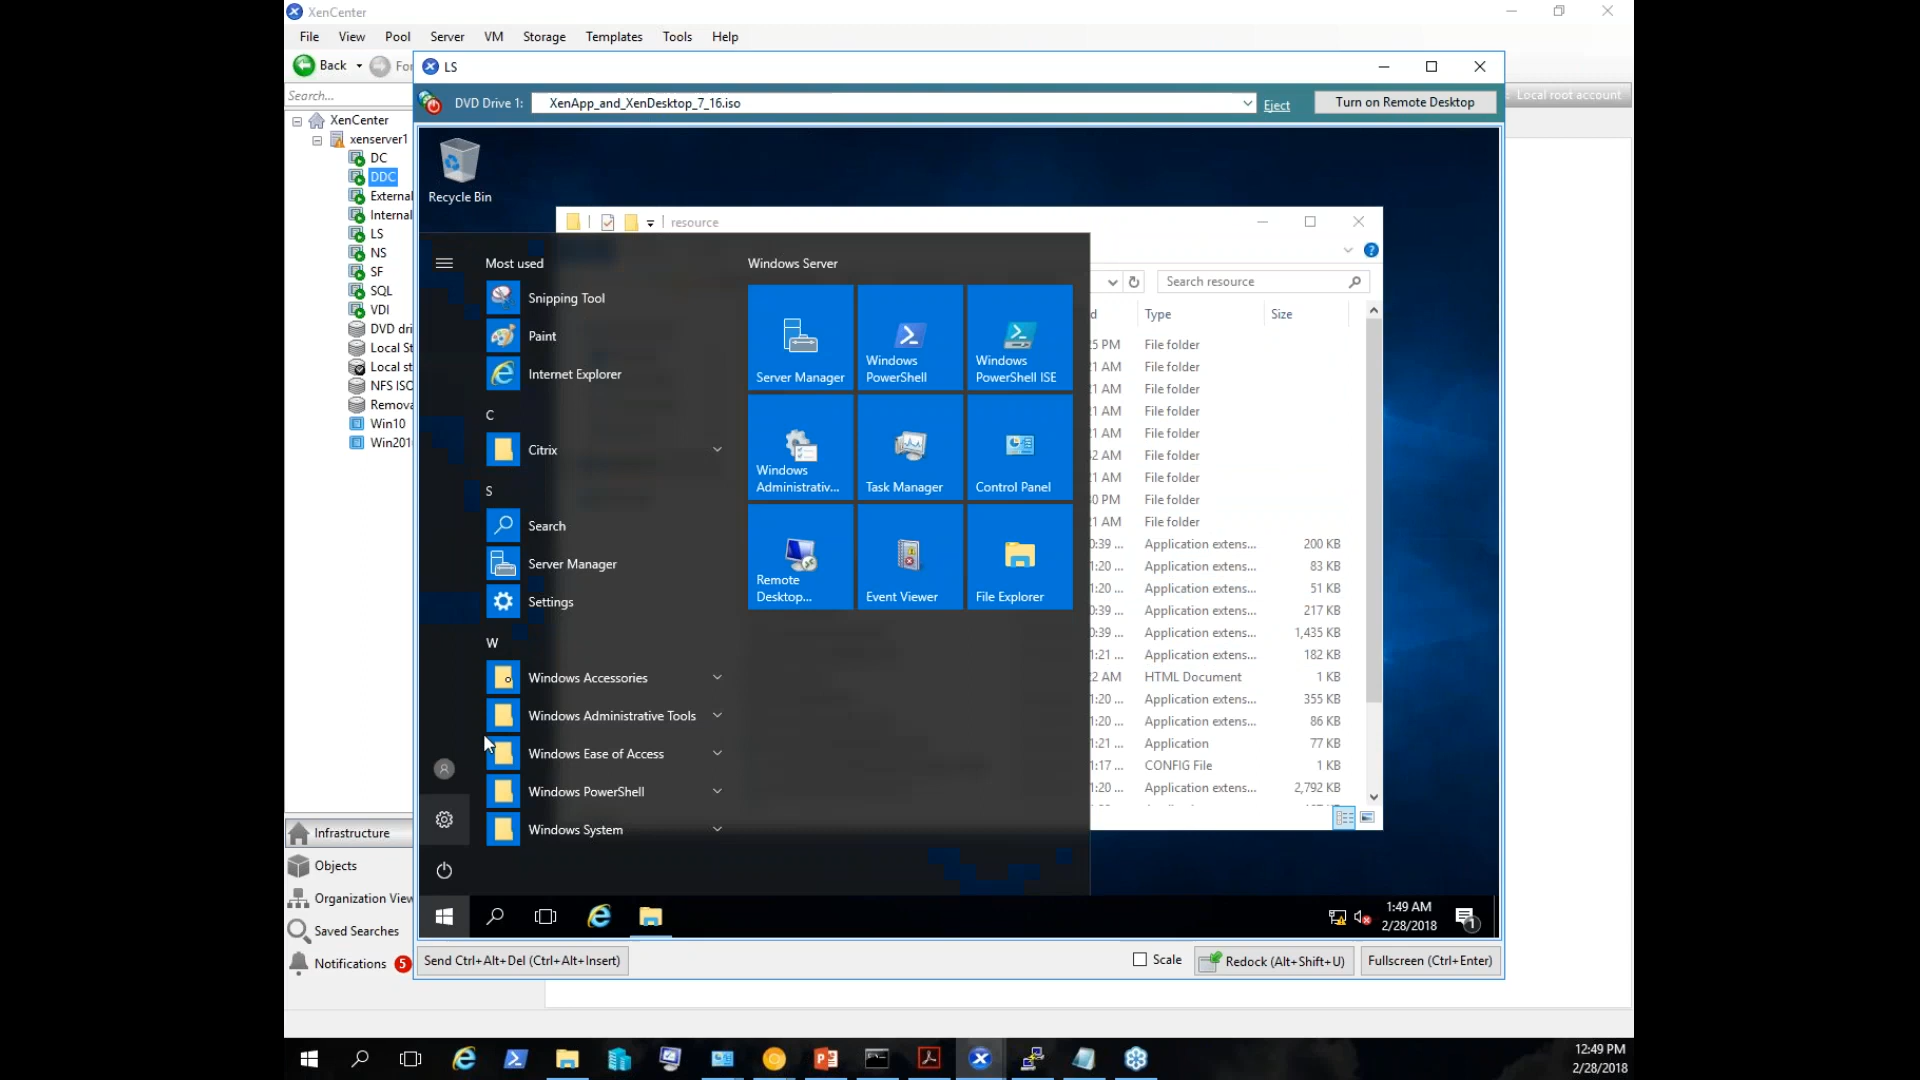 XenCenter
File View Pool Server VM Storage Templates Tools Help
Back
For
LS
Search...
DVD Drive 1: XenApp_and_XenDesktop_7_16.iso Eject Turn on Remote Desktop
Local root account
XenCenter
xenserver1
DC
DDC
External
Internal
LS
NS
SF
SQL
VDI
DVD dri
Local St
Local st
NFS ISO
Remova
Win10
Win201
Recycle Bin
resource
Search resource
Most used
Windows Server
Snipping Tool
Paint
Internet Explorer
C
Citrix
S
Search
Server Manager
Settings
W
Windows Accessories
Windows Administrative Tools
Windows Ease of Access
Windows PowerShell
Windows System
Server Manager
Windows PowerShell
Windows PowerShell ISE
Windows Administrativ...
Task Manager
Control Panel
Remote Desktop...
Event Viewer
File Explorer
d Type Size
5 PM File folder
1 AM File folder
1 AM File folder
1 AM File folder
1 AM File folder
2 AM File folder
1 AM File folder
0 PM File folder
1 AM File folder
0:39 ... Application extens... 200 KB
1:20 ... Application extens... 83 KB
1:20 ... Application extens... 51 KB
0:39 ... Application extens... 217 KB
0:39 ... Application extens... 1,435 KB
1:21 ... Application extens... 182 KB
2 AM HTML Document 1 KB
1:20 ... Application extens... 355 KB
1:20 ... Application extens... 86 KB
1:21 ... Application 77 KB
1:17 ... CONFIG File 1 KB
1:20 ... Application extens... 2,792 KB
Infrastructure
Objects
Organization View
Saved Searches
Notifications 5
1:49 AM
2/28/2018
1
Send Ctrl+Alt+Del (Ctrl+Alt+Insert)
Scale
Redock (Alt+Shift+U)
Fullscreen (Ctrl+Enter)
12:49 PM
2/28/2018